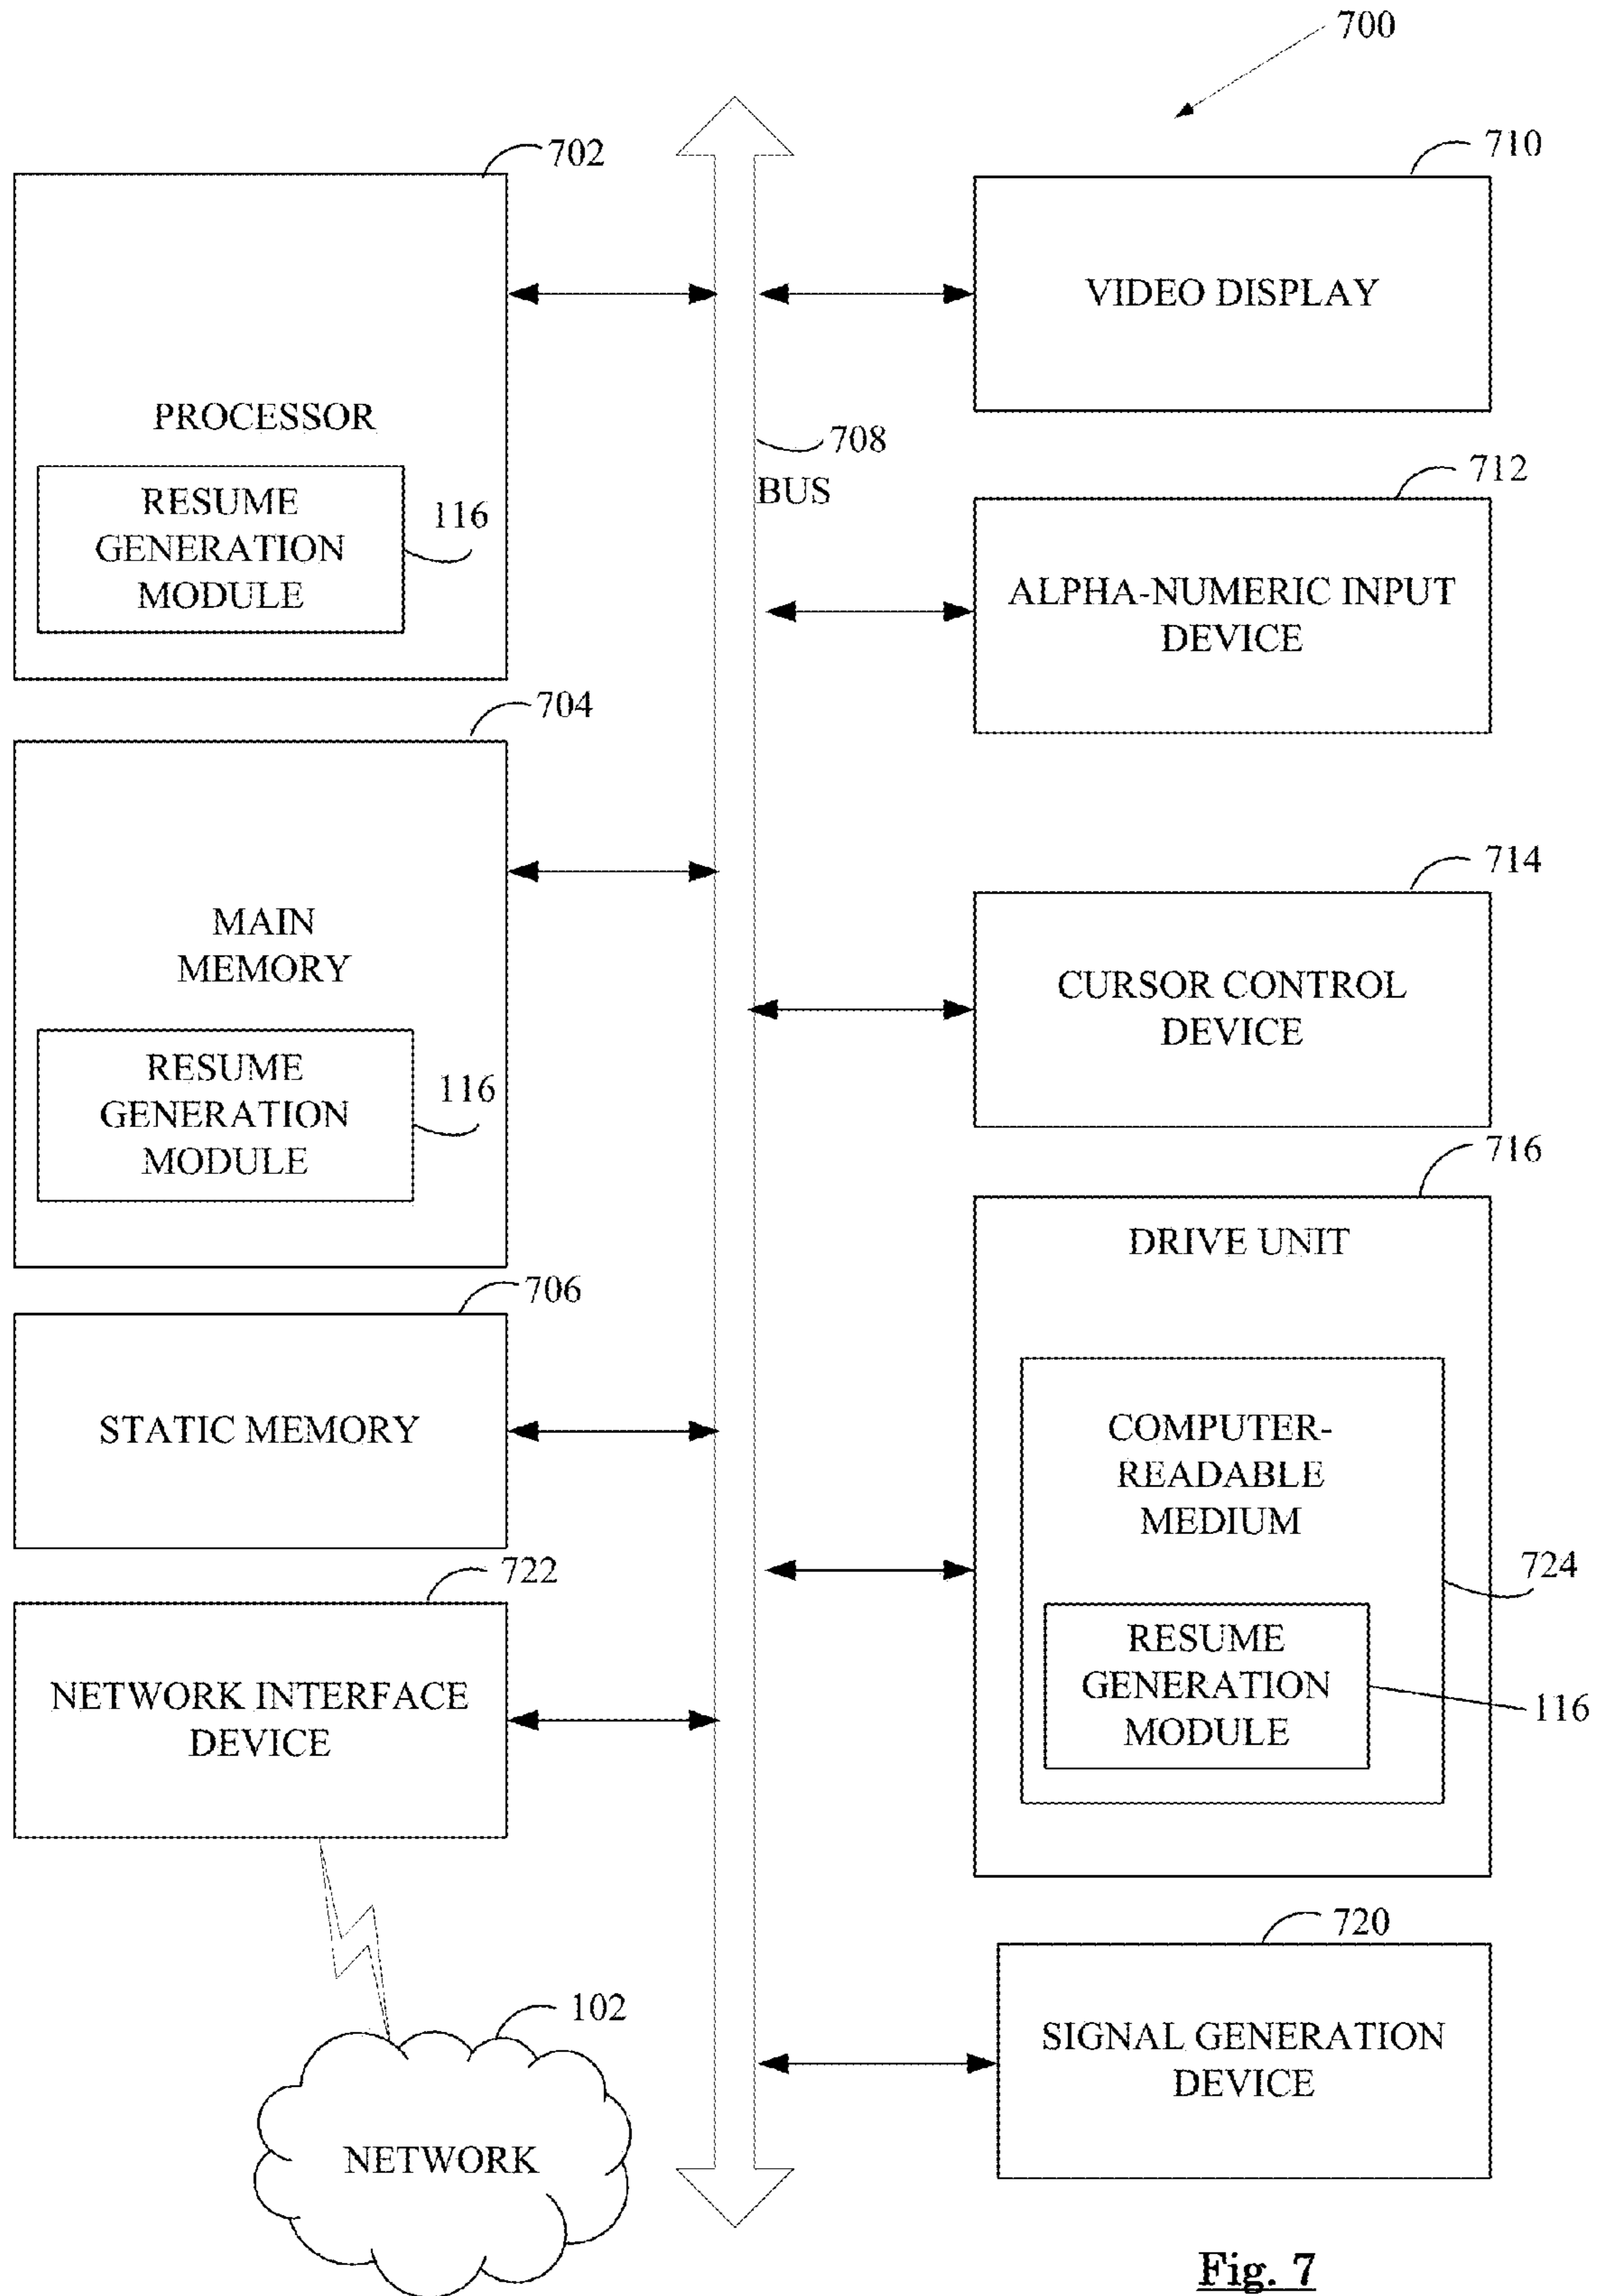 700
702
PROCESSOR
RESUME
GENERATION
MODULE
116
704
MAIN
MEMORY
RESUME
GENERATION
MODULE
116
706
STATIC MEMORY
722
NETWORK INTERFACE
DEVICE
102
NETWORK
708
BUS
710
VIDEO DISPLAY
712
ALPHA-NUMERIC INPUT
DEVICE
714
CURSOR CONTROL
DEVICE
716
DRIVE UNIT
COMPUTER-
READABLE
MEDIUM
724
RESUME
GENERATION
MODULE
116
720
SIGNAL GENERATION
DEVICE
Fig. 7